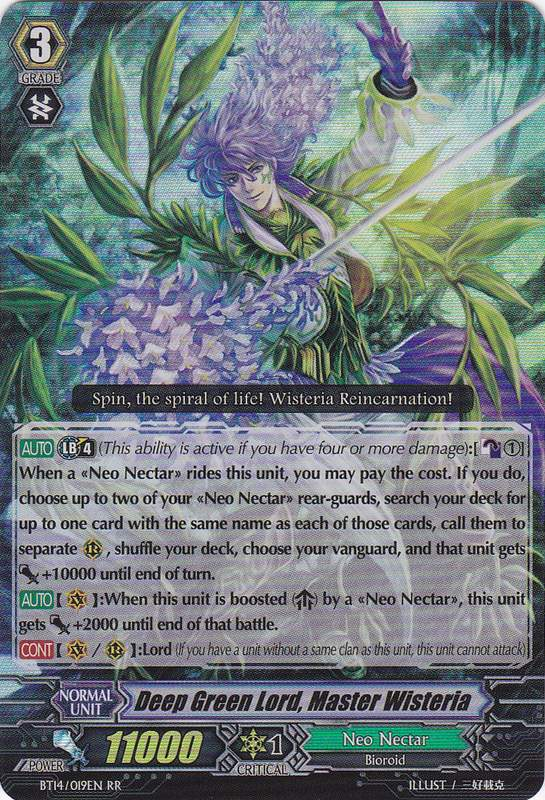 3
GRADE
Spin, the spiral of life! Wisteria Reincarnation!
AUTO LB 4 (This ability is active if you have four or more damage):[ 1]
When a «Neo Nectar» rides this unit, you may pay the cost. If you do,
choose up to two of your «Neo Nectar» rear-guards, search your deck for
up to one card with the same name as each of those cards, call them to
separate R , shuffle your deck, choose your vanguard, and that unit gets
+10000 until end of turn.
AUTO [ V ]:When this unit is boosted ( ) by a «Neo Nectar», this unit
gets +2000 until end of that battle.
CONT [ V / R ]:Lord (If you have a unit without a same clan as this unit, this unit cannot attack)
NORMAL
UNIT
Deep Green Lord, Master Wisteria
POWER
11000
1
CRITICAL
Neo Nectar
Bioroid
BT14/019EN RR
ILLUST / 三好載克